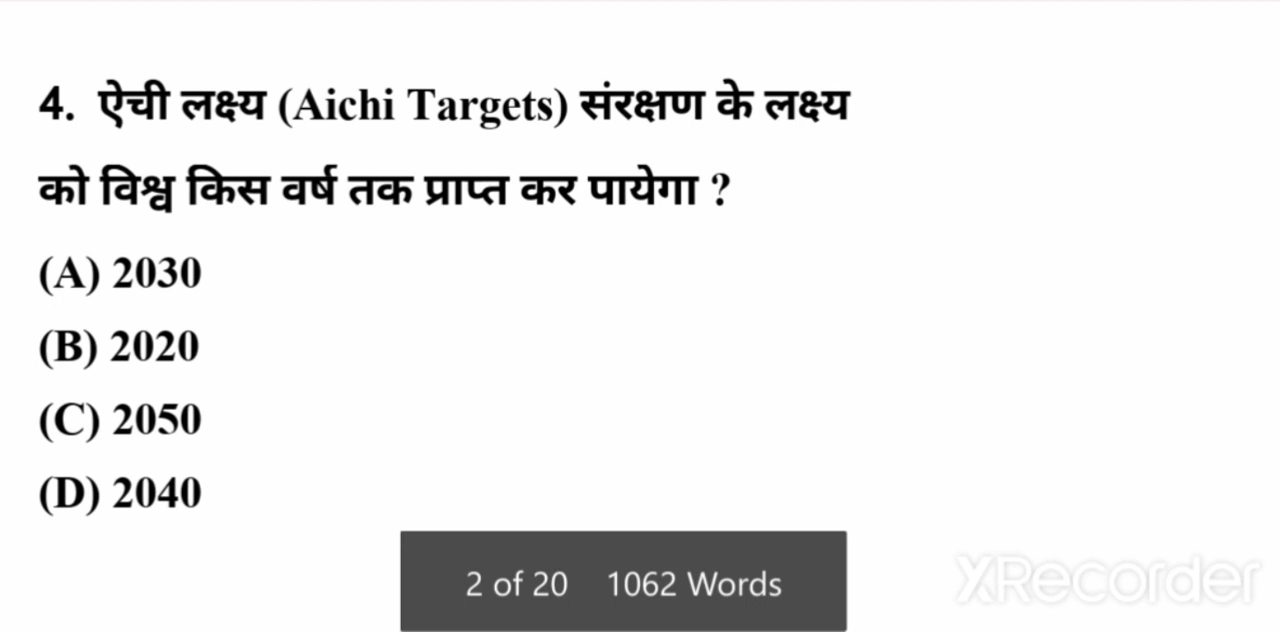 4. ऐची लक्ष्य (Aichi Targets) संरक्षण के लक्ष्य
को विश्व किस वर्ष तक प्राप्त कर पायेगा ?
(A) 2030
(B) 2020
(C) 2050
(D) 2040
2 of 20 1062 Words
XRecorder